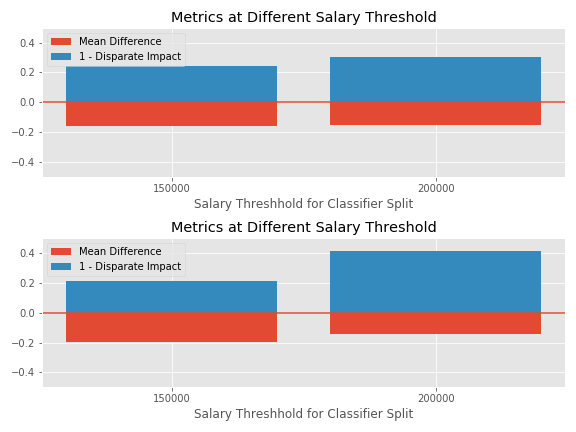 Metrics at Different Salary Threshold
Mean Difference
1 - Disparate Impact
0.4
0.2
0.0
−0.2
−0.4
150000
200000
Salary Threshhold for Classifier Split
Metrics at Different Salary Threshold
Mean Difference
1 - Disparate Impact
0.4
0.2
0.0
−0.2
−0.4
150000
200000
Salary Threshhold for Classifier Split